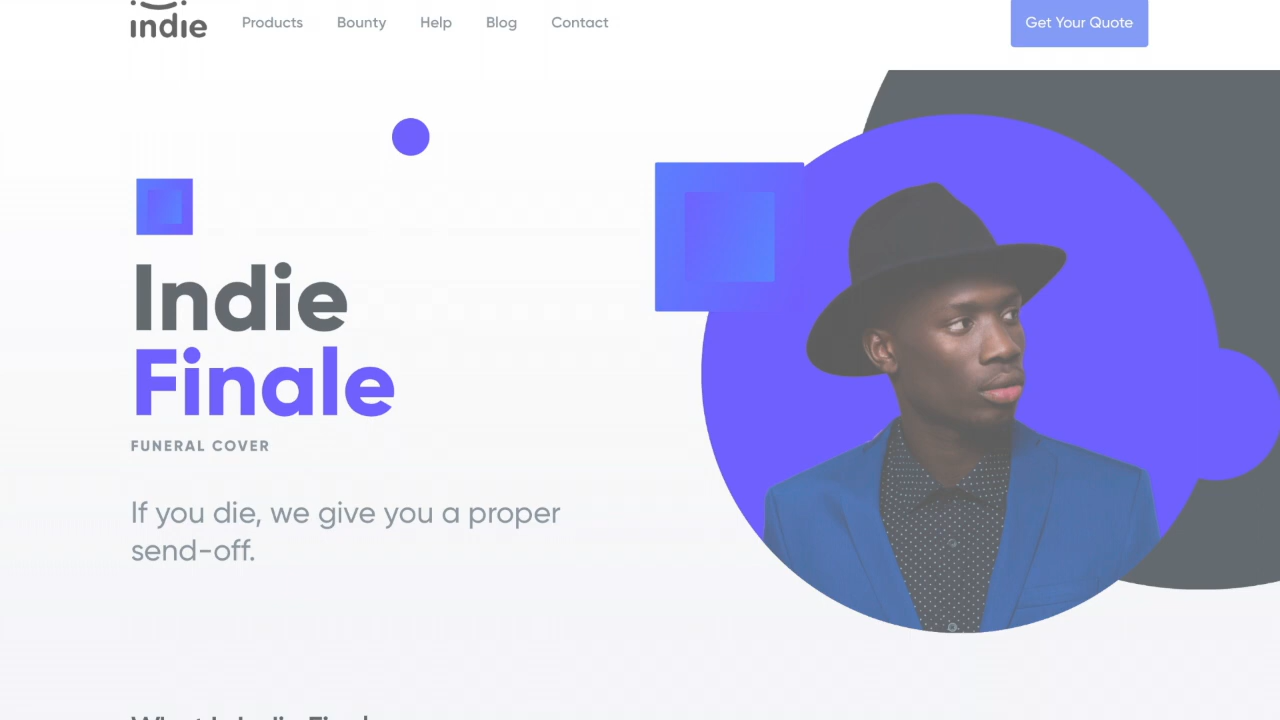 indie
Products Bounty Help Blog Contact
Get Your Quote
Indie
Finale
FUNERAL COVER
If you die, we give you a proper
send-off.